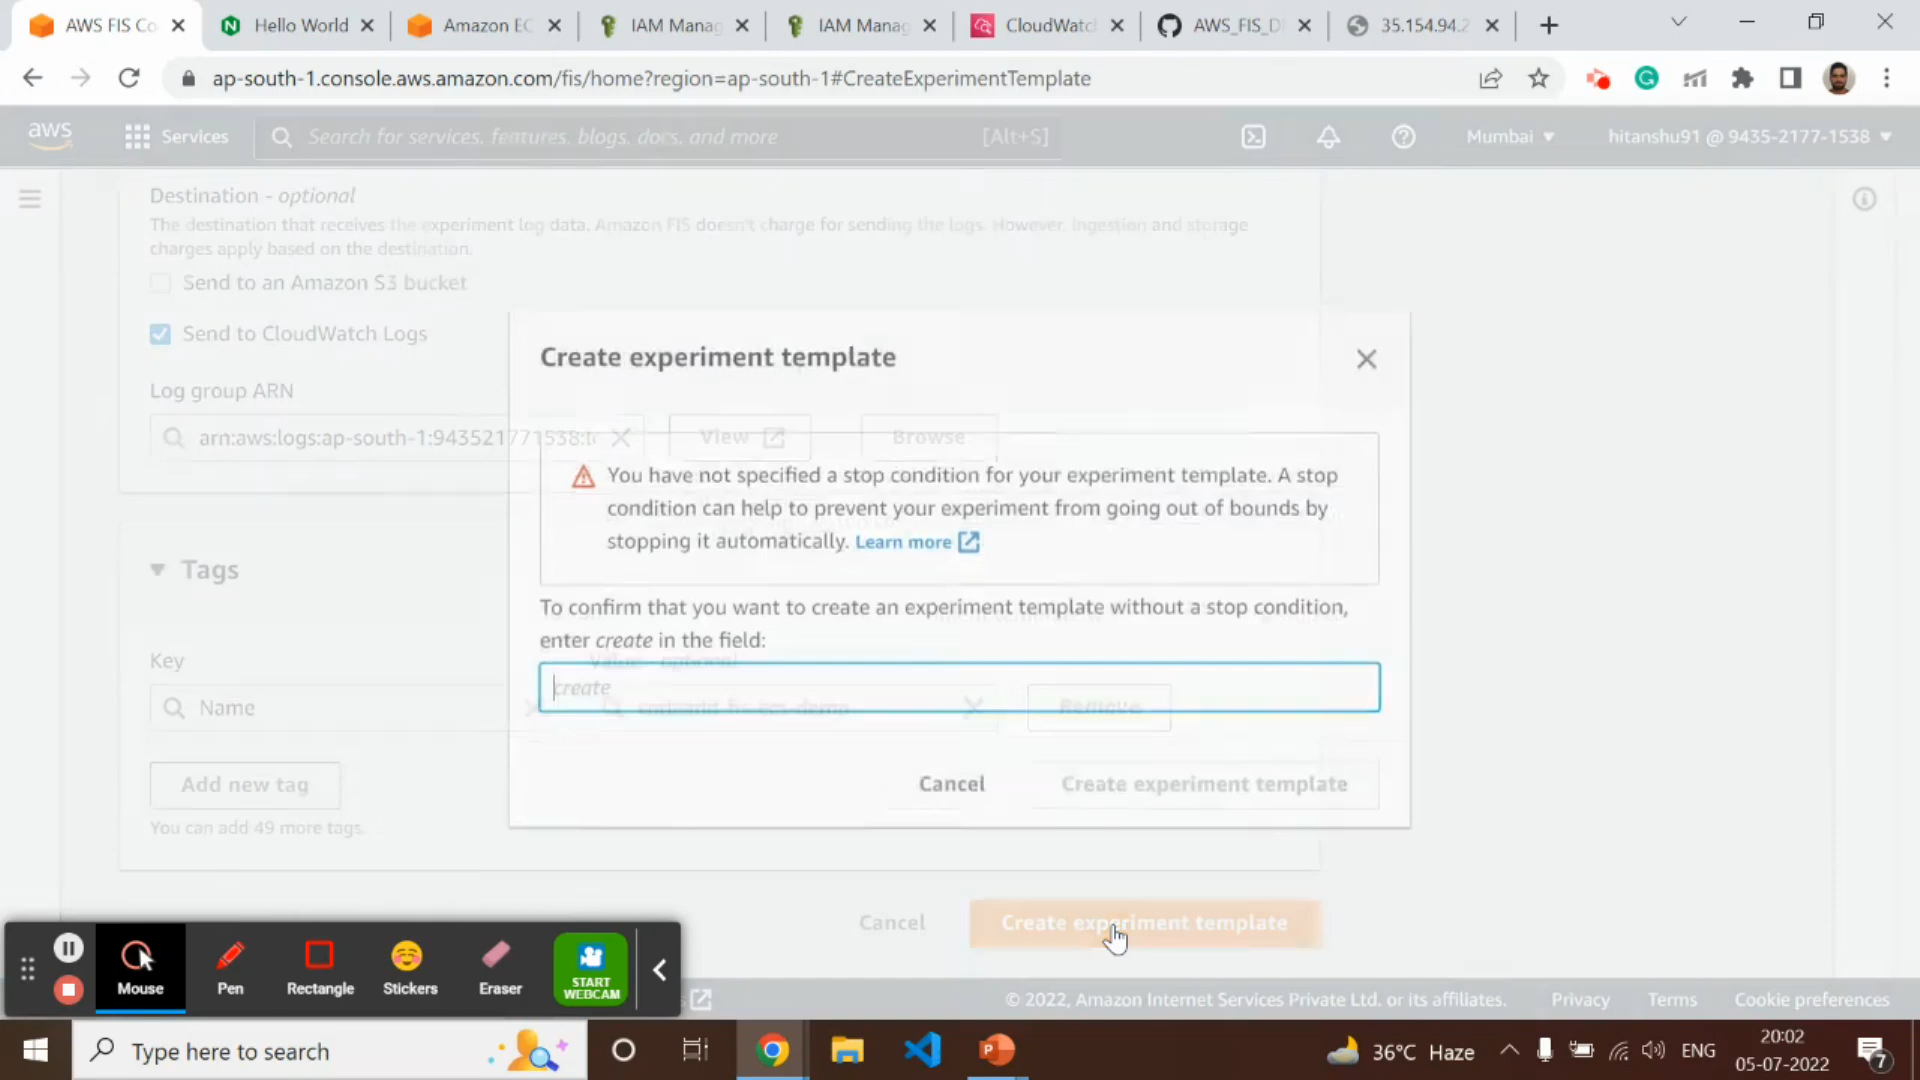 AWS FIS Co
Hello World
Amazon EC
IAM Manag
IAM Manag
CloudWatc
AWS_FIS_D
35.154.94.2
ap-south-1.console.aws.amazon.com/fis/home?region=ap-south-1#CreateExperimentTemplate
aws
Services
Search for services, features, blogs, docs, and more
[Alt+S]
Mumbai
hitanshu91 @ 9435-2177-1538
Destination - optional
The destination that receives the experiment log data. Amazon FIS doesn't charge for sending the logs. However, ingestion and storage
charges apply based on the destination.
Send to an Amazon S3 bucket
Send to CloudWatch Logs
Log group ARN
arn:aws:logs:ap-south-1:943521771538:l
View
Browse
Create experiment template
You have not specified a stop condition for your experiment template. A stop
condition can help to prevent your experiment from going out of bounds by
stopping it automatically. Learn more
To confirm that you want to create an experiment template without a stop condition,
enter create in the field:
create
Cancel
Create experiment template
Tags
Key
Value - optional
Name
Remove
Add new tag
You can add 49 more tags.
Cancel
Create experiment template
Mouse
Pen
Rectangle
Stickers
Eraser
START
WEBCAM
© 2022, Amazon Internet Services Private Ltd. or its affiliates.
Privacy
Terms
Cookie preferences
Type here to search
36°C Haze
ENG
20:02
05-07-2022
7